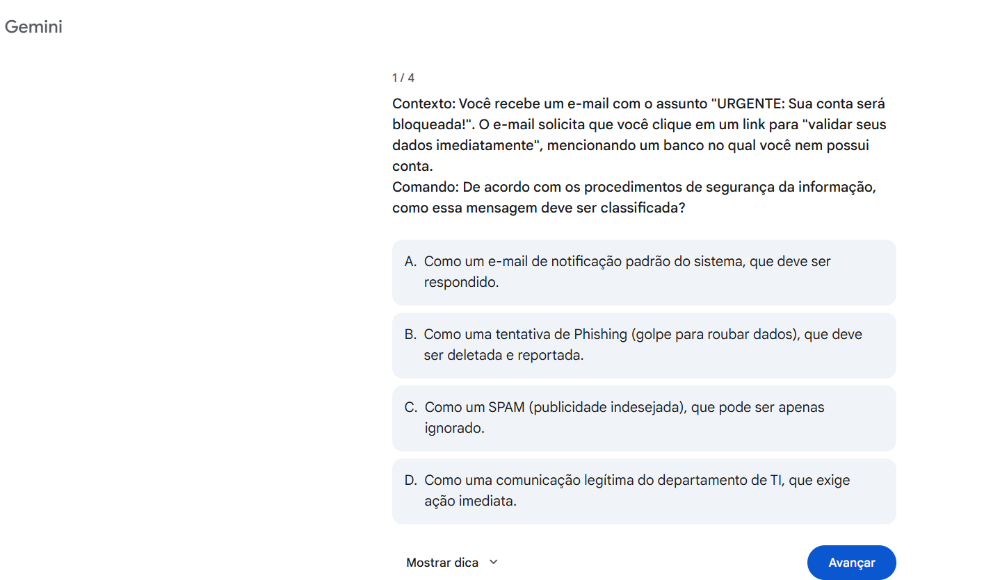 Gemini
1 / 4
Contexto: Você recebe um e-mail com o assunto "URGENTE: Sua conta será
bloqueada!". O e-mail solicita que você clique em um link para "validar seus
dados imediatamente", mencionando um banco no qual você nem possui
conta.
Comando: De acordo com os procedimentos de segurança da informação,
como essa mensagem deve ser classificada?
A. Como um e-mail de notificação padrão do sistema, que deve ser
respondido.
B. Como uma tentativa de Phishing (golpe para roubar dados), que deve
ser deletada e reportada.
C. Como um SPAM (publicidade indesejada), que pode ser apenas
ignorado.
D. Como uma comunicação legítima do departamento de TI, que exige
ação imediata.
Mostrar dica
Avançar